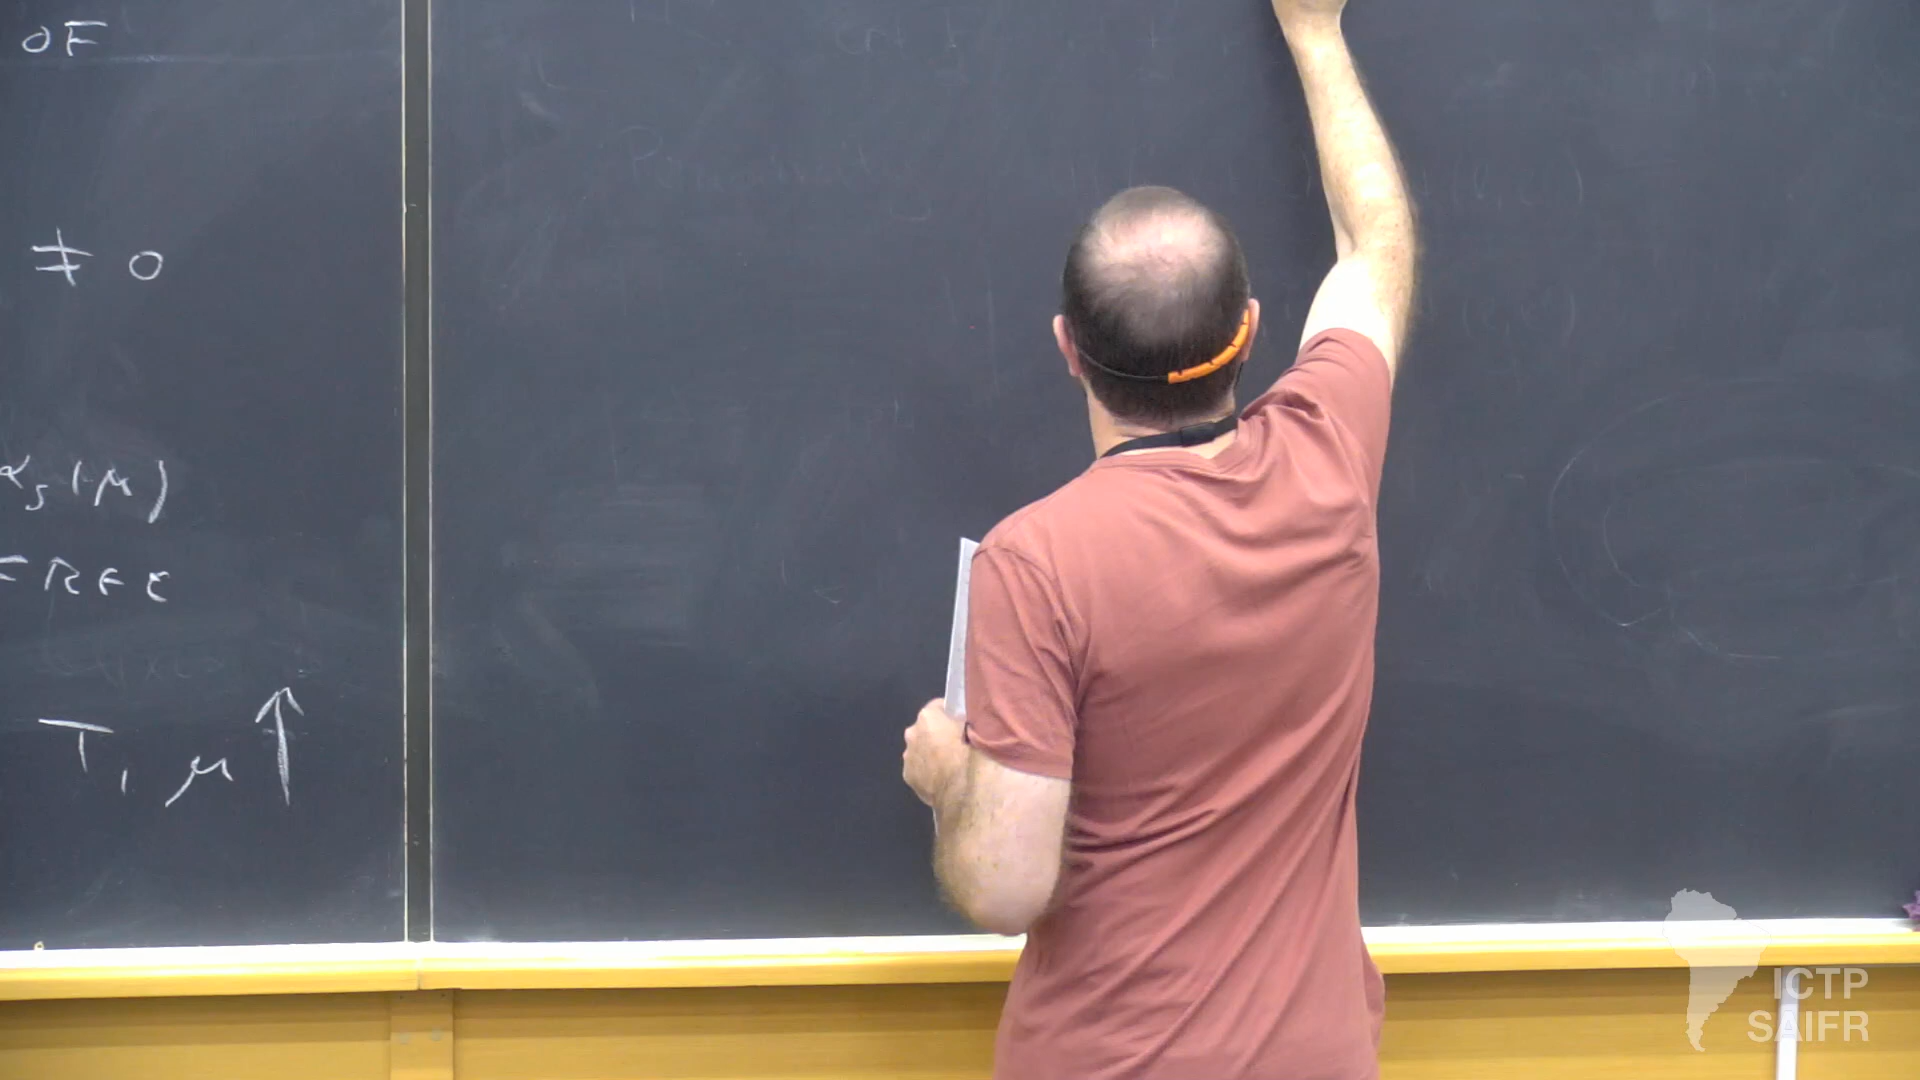 OF
≠ 0
αs(μ)
FREE
T, μ ↑
ICTP
SAIFR